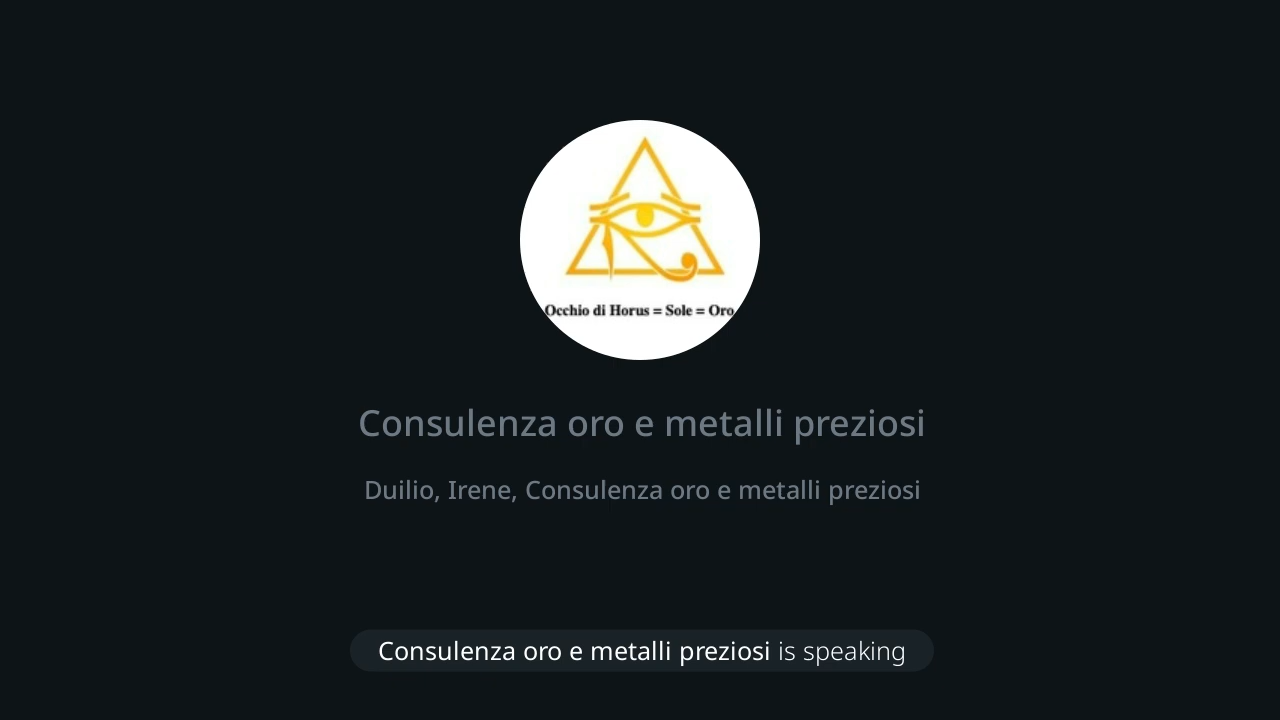 Occhio di Horus = Sole = Oro
Consulenza oro e metalli preziosi
Duilio, Irene, Consulenza oro e metalli preziosi
Consulenza oro e metalli preziosi is speaking